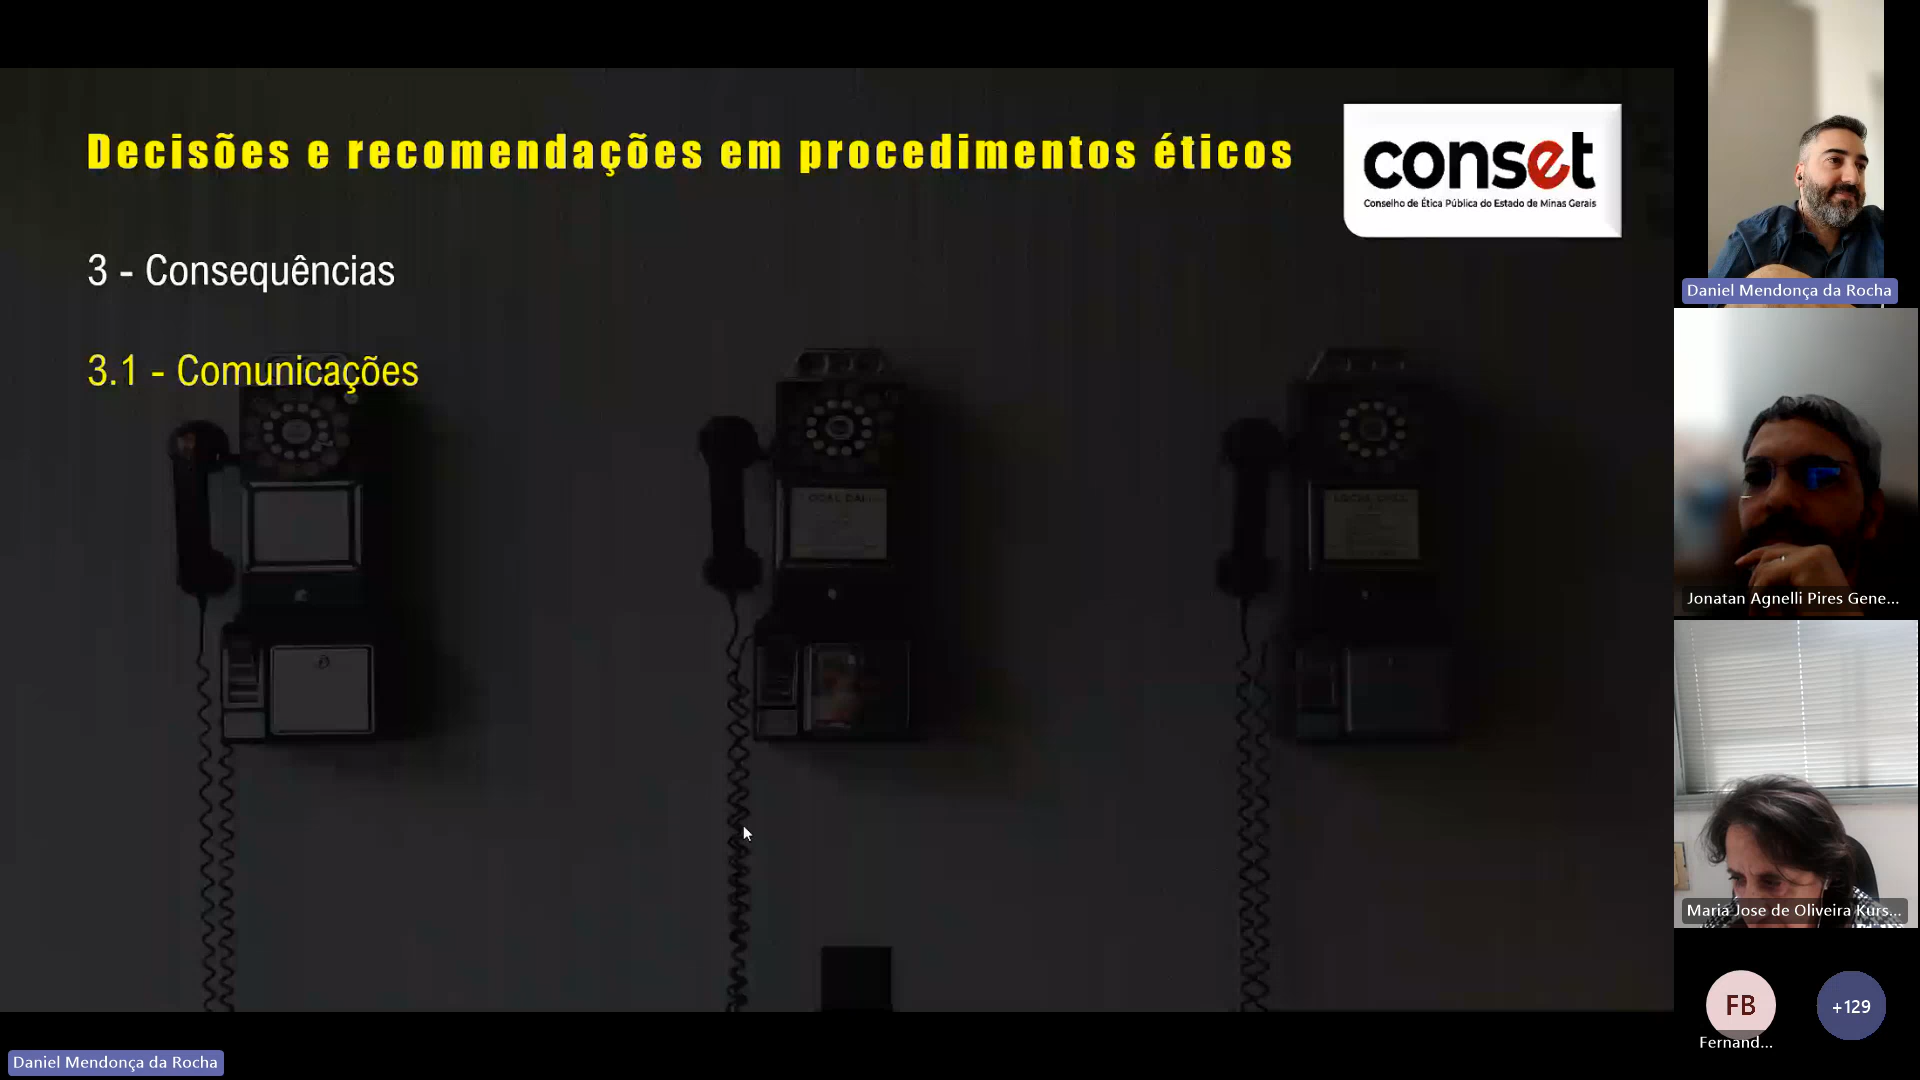 Decisões e recomendações em procedimentos éticos
conset
Conselho de Ética Pública do Estado de Minas Gerais
3 - Consequências
3.1 - Comunicações
Daniel Mendonça da Rocha
Jonatan Agnelli Pires Gene...
Maria Jose de Oliveira Kurs...
FB
+129
Fernand...
Daniel Mendonça da Rocha